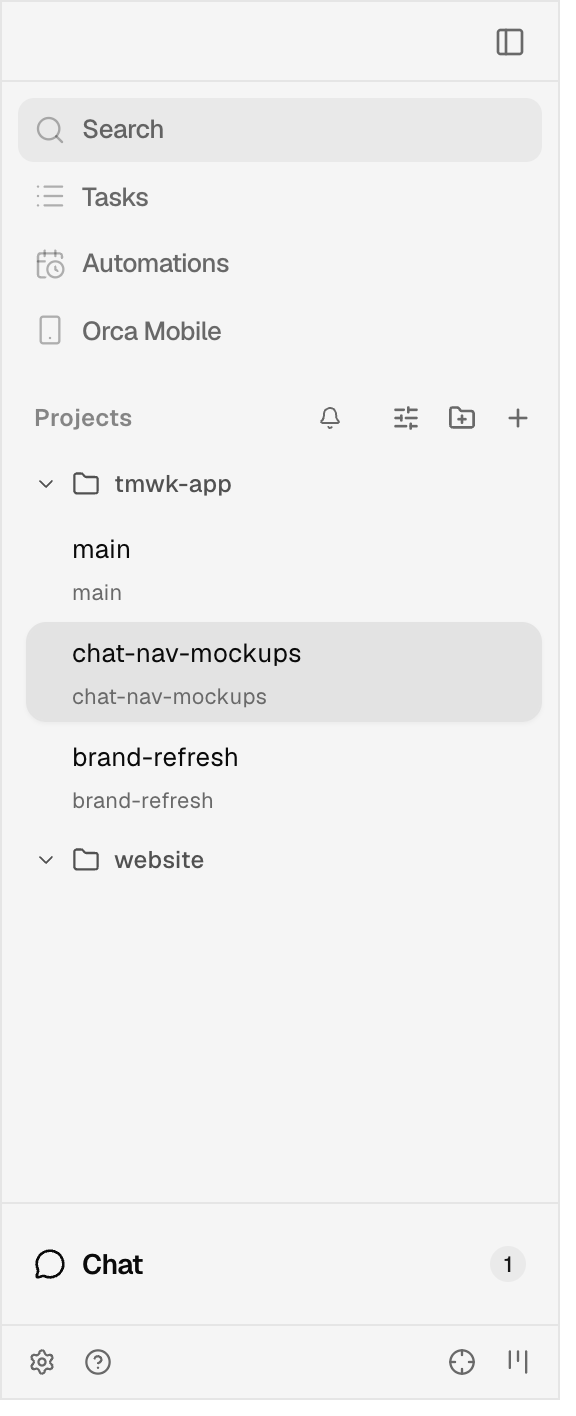 Search
Tasks
Automations
Orca Mobile
Projects
tmwk-app
main
main
chat-nav-mockups
chat-nav-mockups
brand-refresh
brand-refresh
website
Chat 1